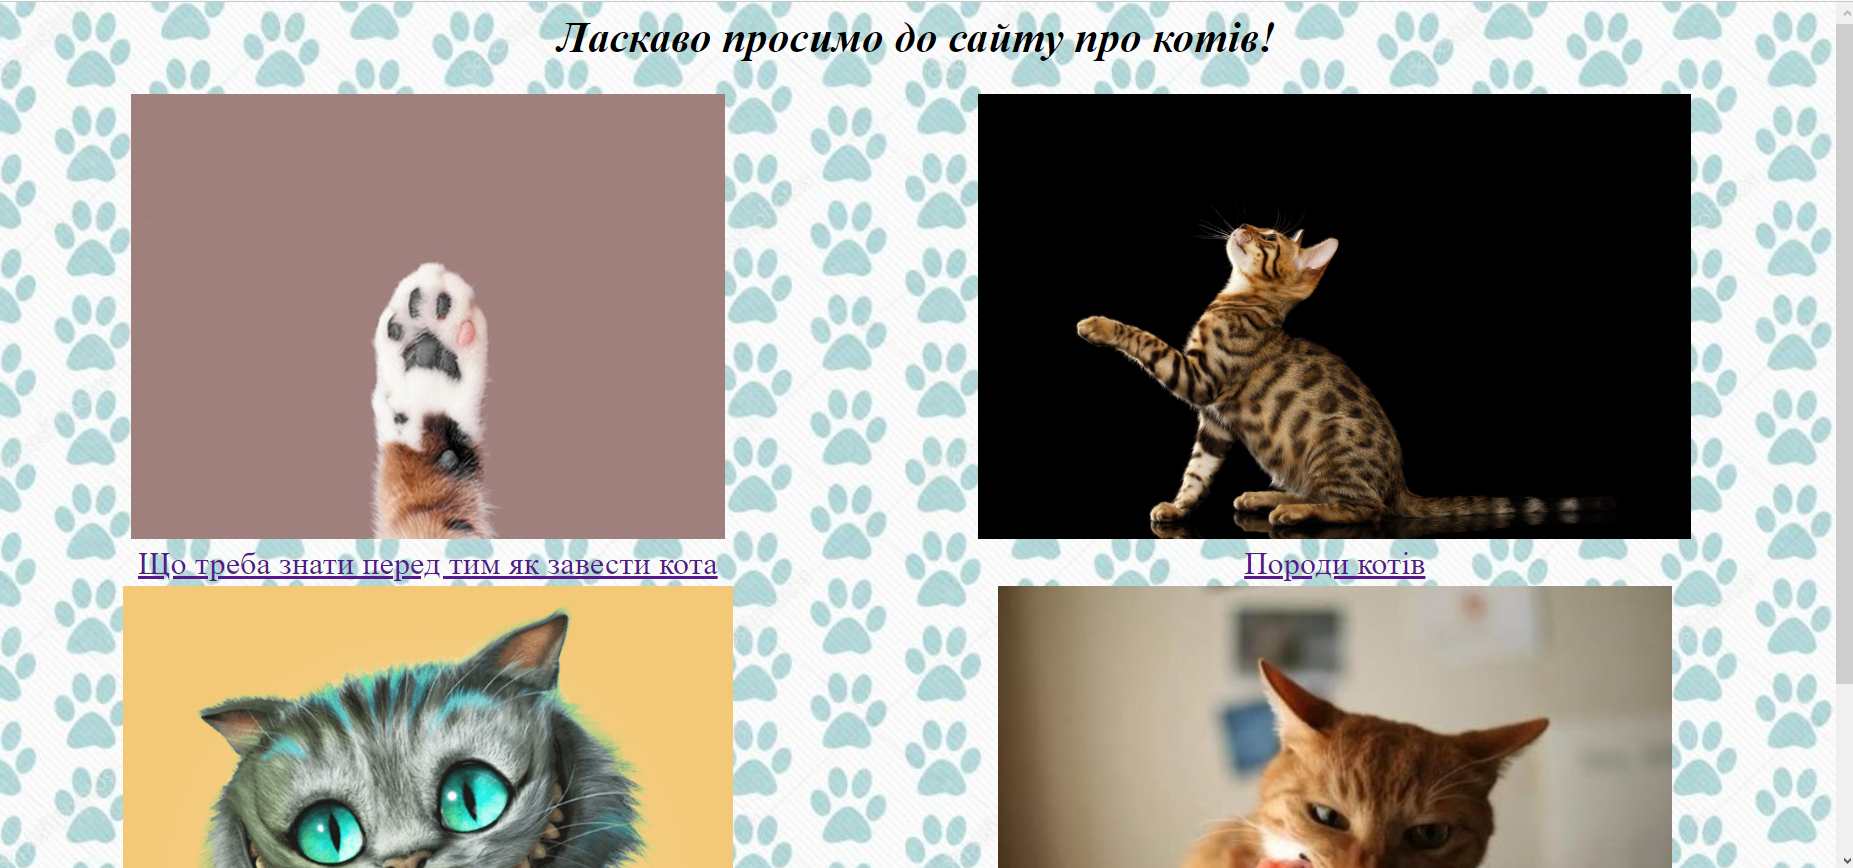 Ласкаво просимо до сайту про котів!
Що треба знати перед тим як завести кота
Породи котів